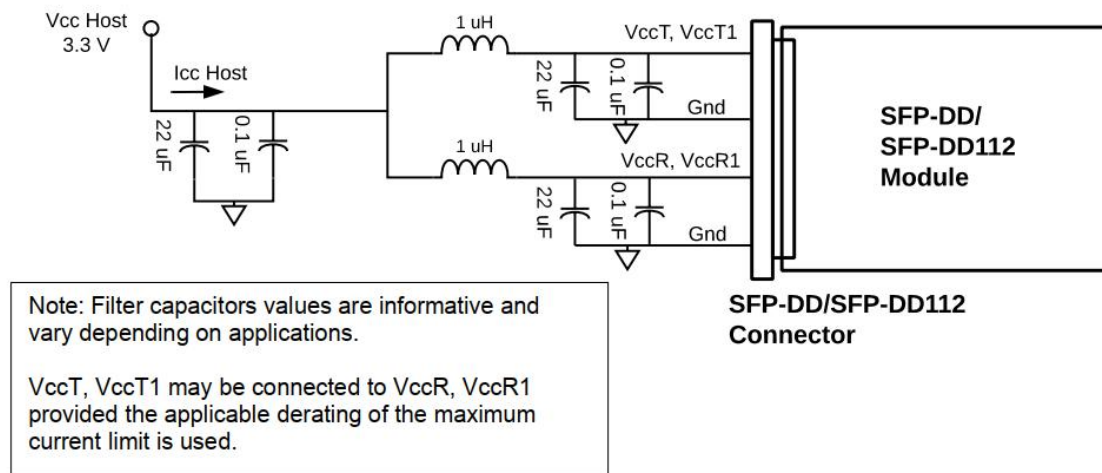 Vcc Host
3.3 V
Icc Host
22 uF
0.1 uF
1 uH
VccT, VccT1
22 uF
0.1 uF
Gnd
1 uH
VccR, VccR1
22 uF
0.1 uF
Gnd
SFP-DD/
SFP-DD112
Module
SFP-DD/SFP-DD112
Connector
Note: Filter capacitors values are informative and
vary depending on applications.
VccT, VccT1 may be connected to VccR, VccR1
provided the applicable derating of the maximum
current limit is used.